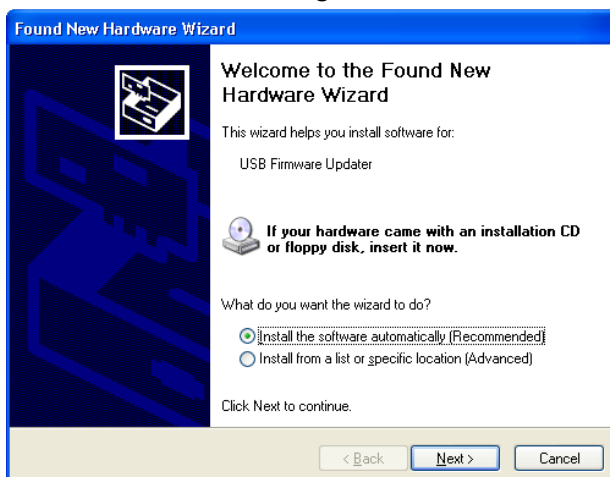 Found New Hardware Wizard
Welcome to the Found New
Hardware Wizard
This wizard helps you install software for:
USB Firmware Updater
If your hardware came with an installation CD
or floppy disk, insert it now.
What do you want the wizard to do?
Install the software automatically (Recommended)
Install from a list or specific location (Advanced)
Click Next to continue.
< Back
Next >
Cancel